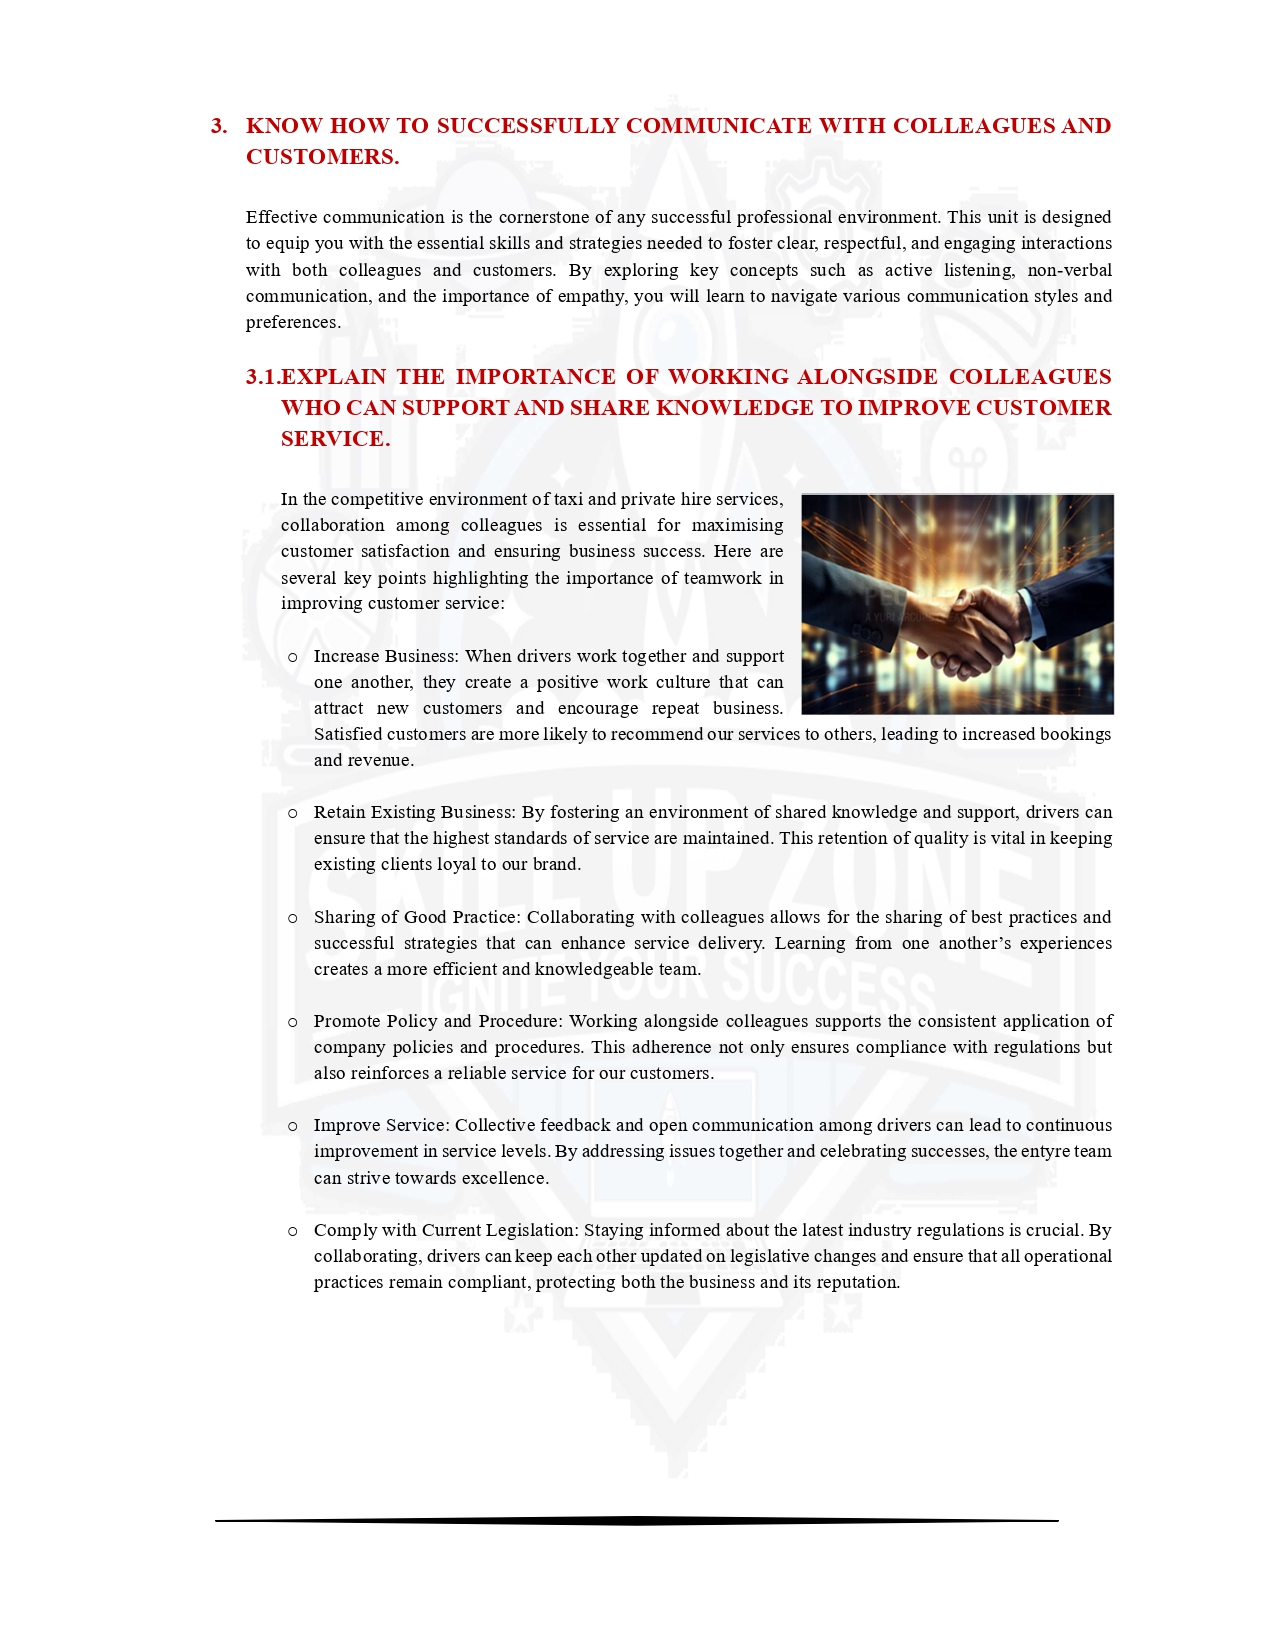 3. KNOW HOW TO SUCCESSFULLY COMMUNICATE WITH COLLEAGUES AND
CUSTOMERS.
Effective communication is the cornerstone of any successful professional environment. This unit is designed
to equip you with the essential skills and strategies needed to foster clear, respectful, and engaging interactions
with both colleagues and customers. By exploring key concepts such as active listening, non-verbal
communication, and the importance of empathy, you will learn to navigate various communication styles and
preferences.
3.1.EXPLAIN THE IMPORTANCE OF WORKING ALONGSIDE COLLEAGUES
WHO CAN SUPPORT AND SHARE KNOWLEDGE TO IMPROVE CUSTOMER
SERVICE.
In the competitive environment of taxi and private hire services,
collaboration among colleagues is essential for maximising
customer satisfaction and ensuring business success. Here are
several key points highlighting the importance of teamwork in
improving customer service:
o Increase Business: When drivers work together and support
one another, they create a positive work culture that can
attract new customers and encourage repeat business.
Satisfied customers are more likely to recommend our services to others, leading to increased bookings
and revenue.
o Retain Existing Business: By fostering an environment of shared knowledge and support, drivers can
ensure that the highest standards of service are maintained. This retention of quality is vital in keeping
existing clients loyal to our brand.
o Sharing of Good Practice: Collaborating with colleagues allows for the sharing of best practices and
successful strategies that can enhance service delivery. Learning from one another’s experiences
creates a more efficient and knowledgeable team.
o Promote Policy and Procedure: Working alongside colleagues supports the consistent application of
company policies and procedures. This adherence not only ensures compliance with regulations but
also reinforces a reliable service for our customers.
o Improve Service: Collective feedback and open communication among drivers can lead to continuous
improvement in service levels. By addressing issues together and celebrating successes, the entyre team
can strive towards excellence.
o Comply with Current Legislation: Staying informed about the latest industry regulations is crucial. By
collaborating, drivers can keep each other updated on legislative changes and ensure that all operational
practices remain compliant, protecting both the business and its reputation.
SKILL UP ZONE
IGNITE YOUR SUCCESS